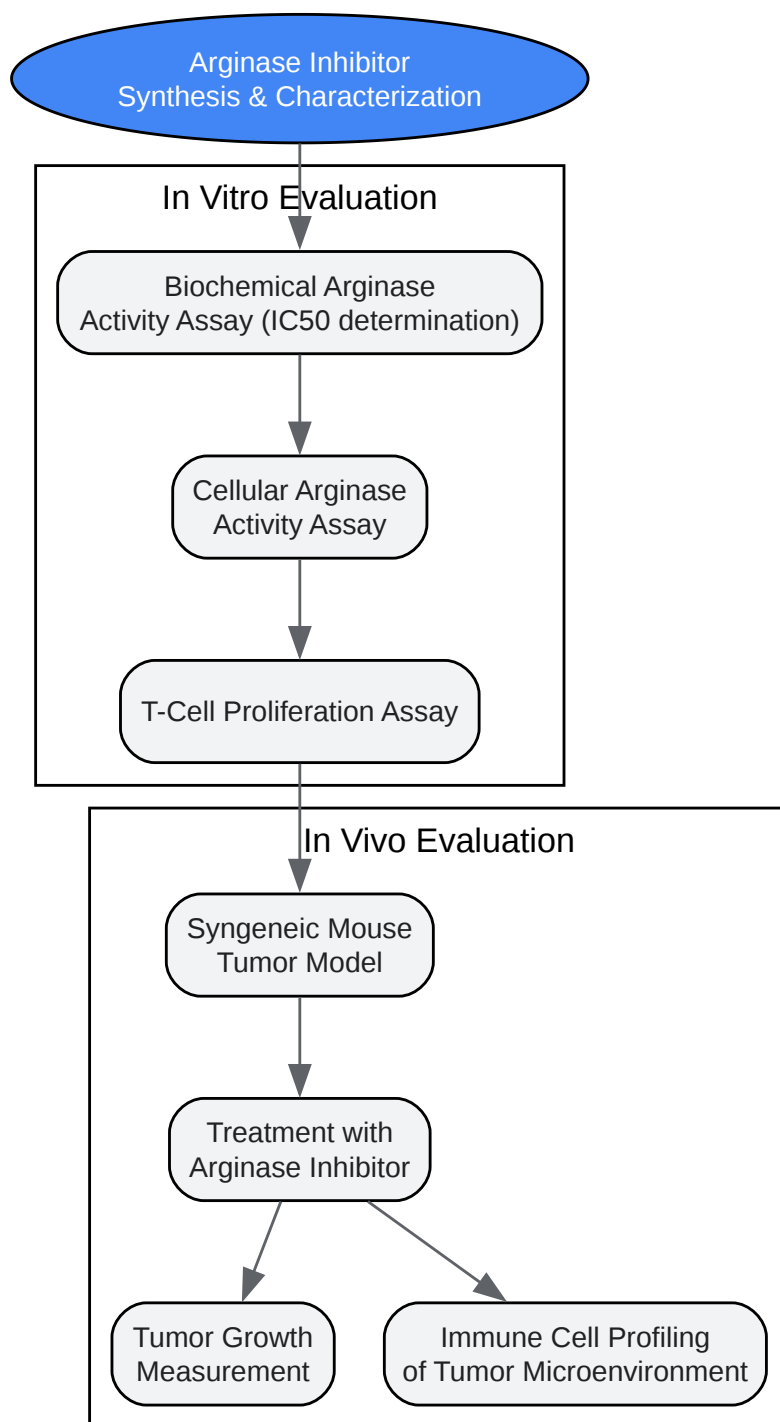 Arginase Inhibitor
Synthesis & Characterization
In Vitro Evaluation
Biochemical Arginase
Activity Assay (IC50 determination)
Cellular Arginase
Activity Assay
T-Cell Proliferation Assay
In Vivo Evaluation
Syngeneic Mouse
Tumor Model
Treatment with
Arginase Inhibitor
Tumor Growth
Measurement
Immune Cell Profiling
of Tumor Microenvironment